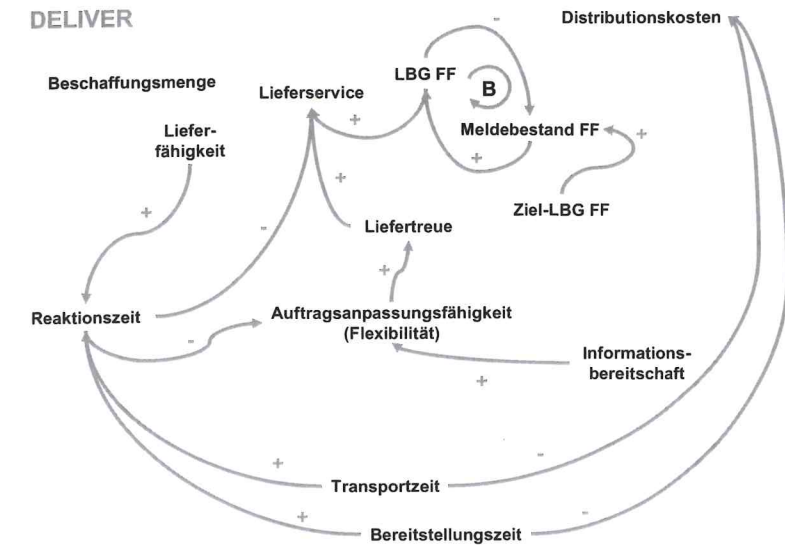 DELIVER
Distributionskosten
-
LBG FF
Beschaffungsmenge
Lieferservice
B
+
Meldebestand FF
+
Liefer-
fähigkeit
+
+
Ziel-LBG FF
+
-
Liefertreue
+
Reaktionszeit
Auftragsanpassungsfähigkeit
(Flexibilität)
-
Informations-
bereitschaft
+
-
+
Transportzeit
-
+
Bereitstellungszeit